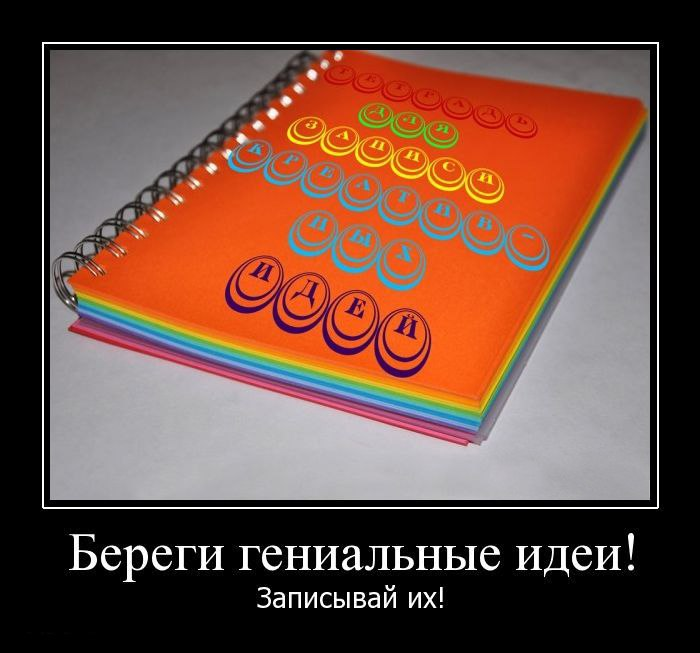 ТЕТРАДЬ
ДЛЯ
ЗАПИСИ
КРЕАТИВ-
НЫХ
ИДЕЙ
Береги гениальные идеи!
Записывай их!